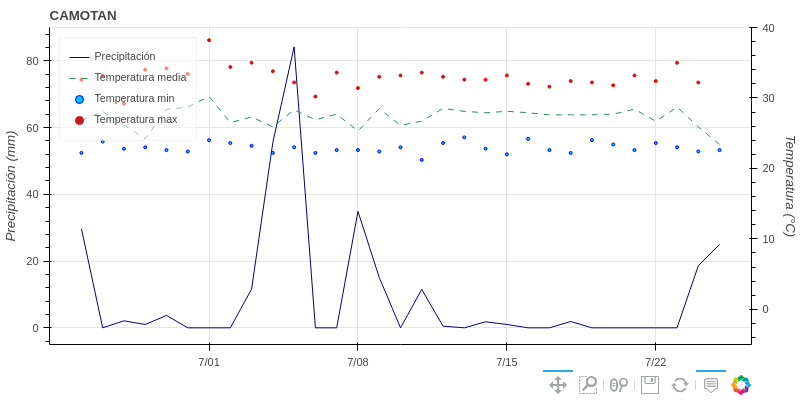 CAMOTAN
Precipitación
Temperatura media
Temperatura min
Temperatura max
Precipitación (mm)
80
60
40
20
0
Temperatura (°C)
40
30
20
10
0
7/01
7/08
7/15
7/22